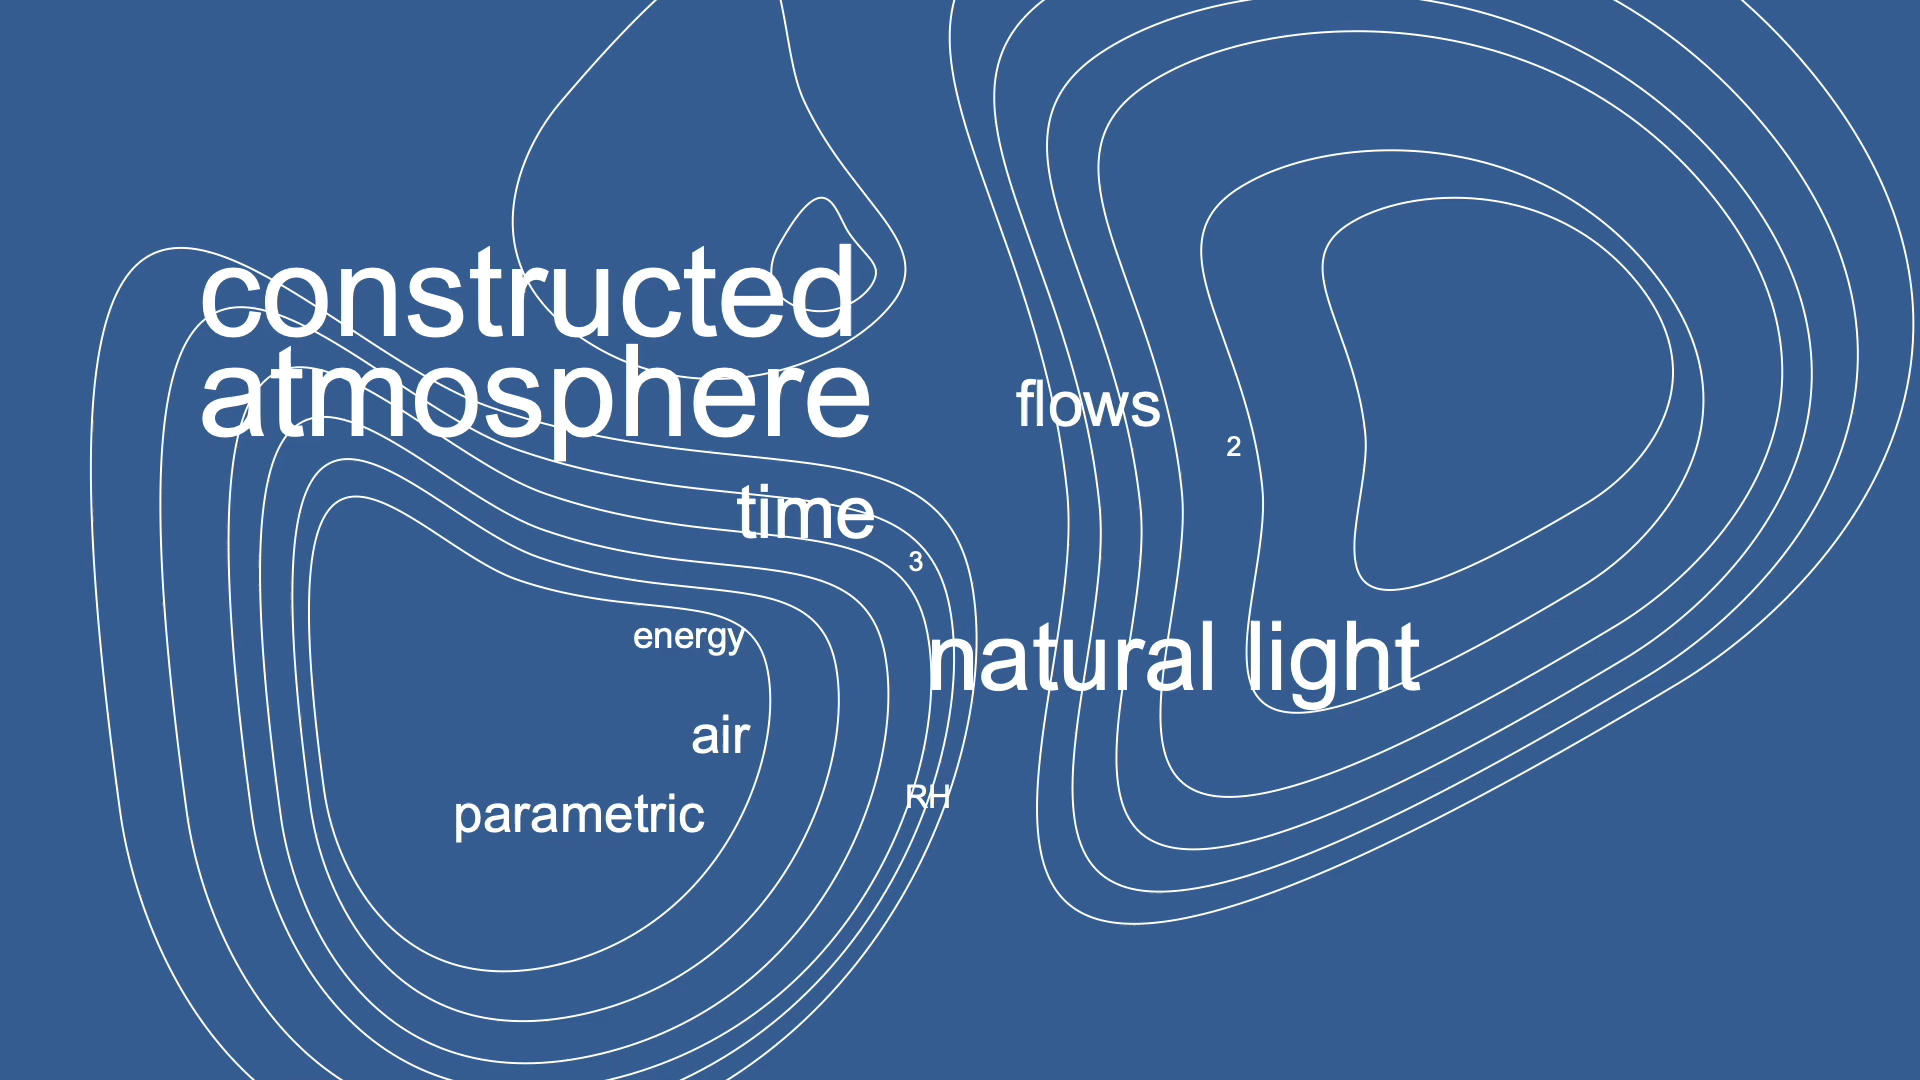 constructed
atmosphere
flows
2
time
3
energy
natural light
air
RH
parametric